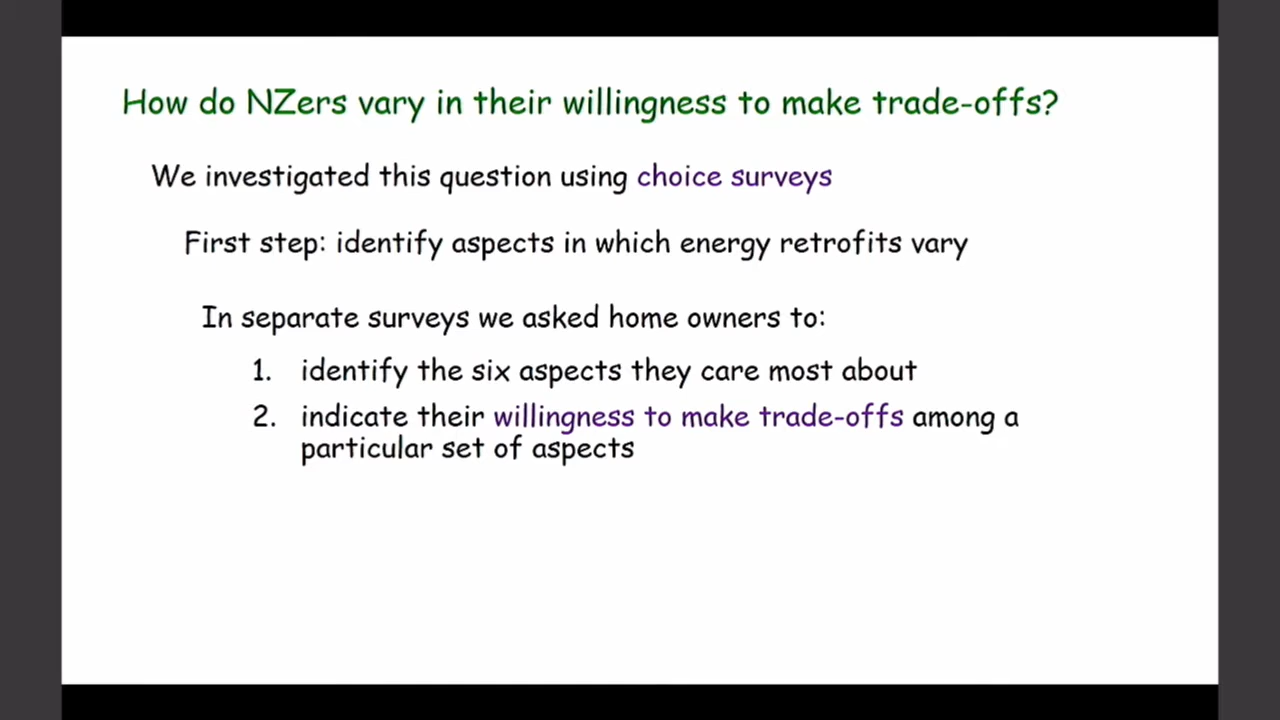 How do NZers vary in their willingness to make trade-offs?
We investigated this question using choice surveys
First step: identify aspects in which energy retrofits vary
In separate surveys we asked home owners to:
1. identify the six aspects they care most about
2. indicate their willingness to make trade-offs among a
particular set of aspects